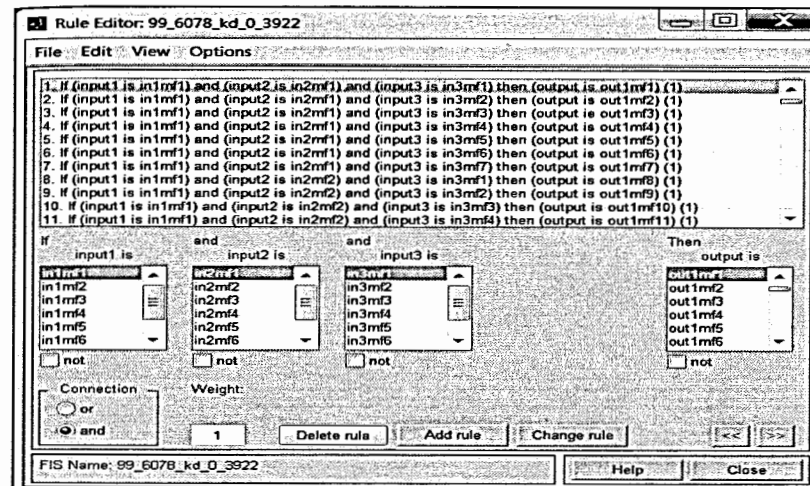 Rule Editor: 99_6078_kd_0_3922
File Edit View Options
1. If (input1 is in1mf1) and (input2 is in2mf1) and (input3 is in3mf1) then (output is out1mf1) (1)
2. If (input1 is in1mf1) and (input2 is in2mf1) and (input3 is in3mf2) then (output is out1mf2) (1)
3. If (input1 is in1mf1) and (input2 is in2mf1) and (input3 is in3mf3) then (output is out1mf3) (1)
4. If (input1 is in1mf1) and (input2 is in2mf1) and (input3 is in3mf4) then (output is out1mf4) (1)
5. If (input1 is in1mf1) and (input2 is in2mf1) and (input3 is in3mf5) then (output is out1mf5) (1)
6. If (input1 is in1mf1) and (input2 is in2mf1) and (input3 is in3mf6) then (output is out1mf6) (1)
7. If (input1 is in1mf1) and (input2 is in2mf1) and (input3 is in3mf7) then (output is out1mf7) (1)
8. If (input1 is in1mf1) and (input2 is in2mf2) and (input3 is in3mf1) then (output is out1mf8) (1)
9. If (input1 is in1mf1) and (input2 is in2mf2) and (input3 is in3mf2) then (output is out1mf9) (1)
10. If (input1 is in1mf1) and (input2 is in2mf2) and (input3 is in3mf3) then (output is out1mf10) (1)
11. If (input1 is in1mf1) and (input2 is in2mf2) and (input3 is in3mf4) then (output is out1mf11) (1)
If and and Then
input1 is input2 is input3 is output is
in1mf1 in2mf1 in3mf1 out1mf1
in1mf2 in2mf2 in3mf2 out1mf2
in1mf3 in2mf3 in3mf3 out1mf3
in1mf4 in2mf4 in3mf4 out1mf4
in1mf5 in2mf5 in3mf5 out1mf5
in1mf6 in2mf6 in3mf6 out1mf6
not not not not
Connection Weight:
or
and 1 Delete rule Add rule Change rule << >>
FIS Name: 99_6078_kd_0_3922 Help Close